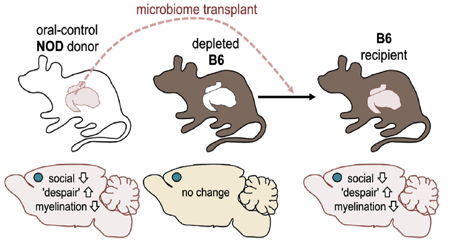 microbiome transplant
oral-control
NOD donor
depleted
B6
B6
recipient
social ⇩
'despair' ⇧
myelination ⇩
no change
social ⇩
'despair' ⇧
myelination ⇩